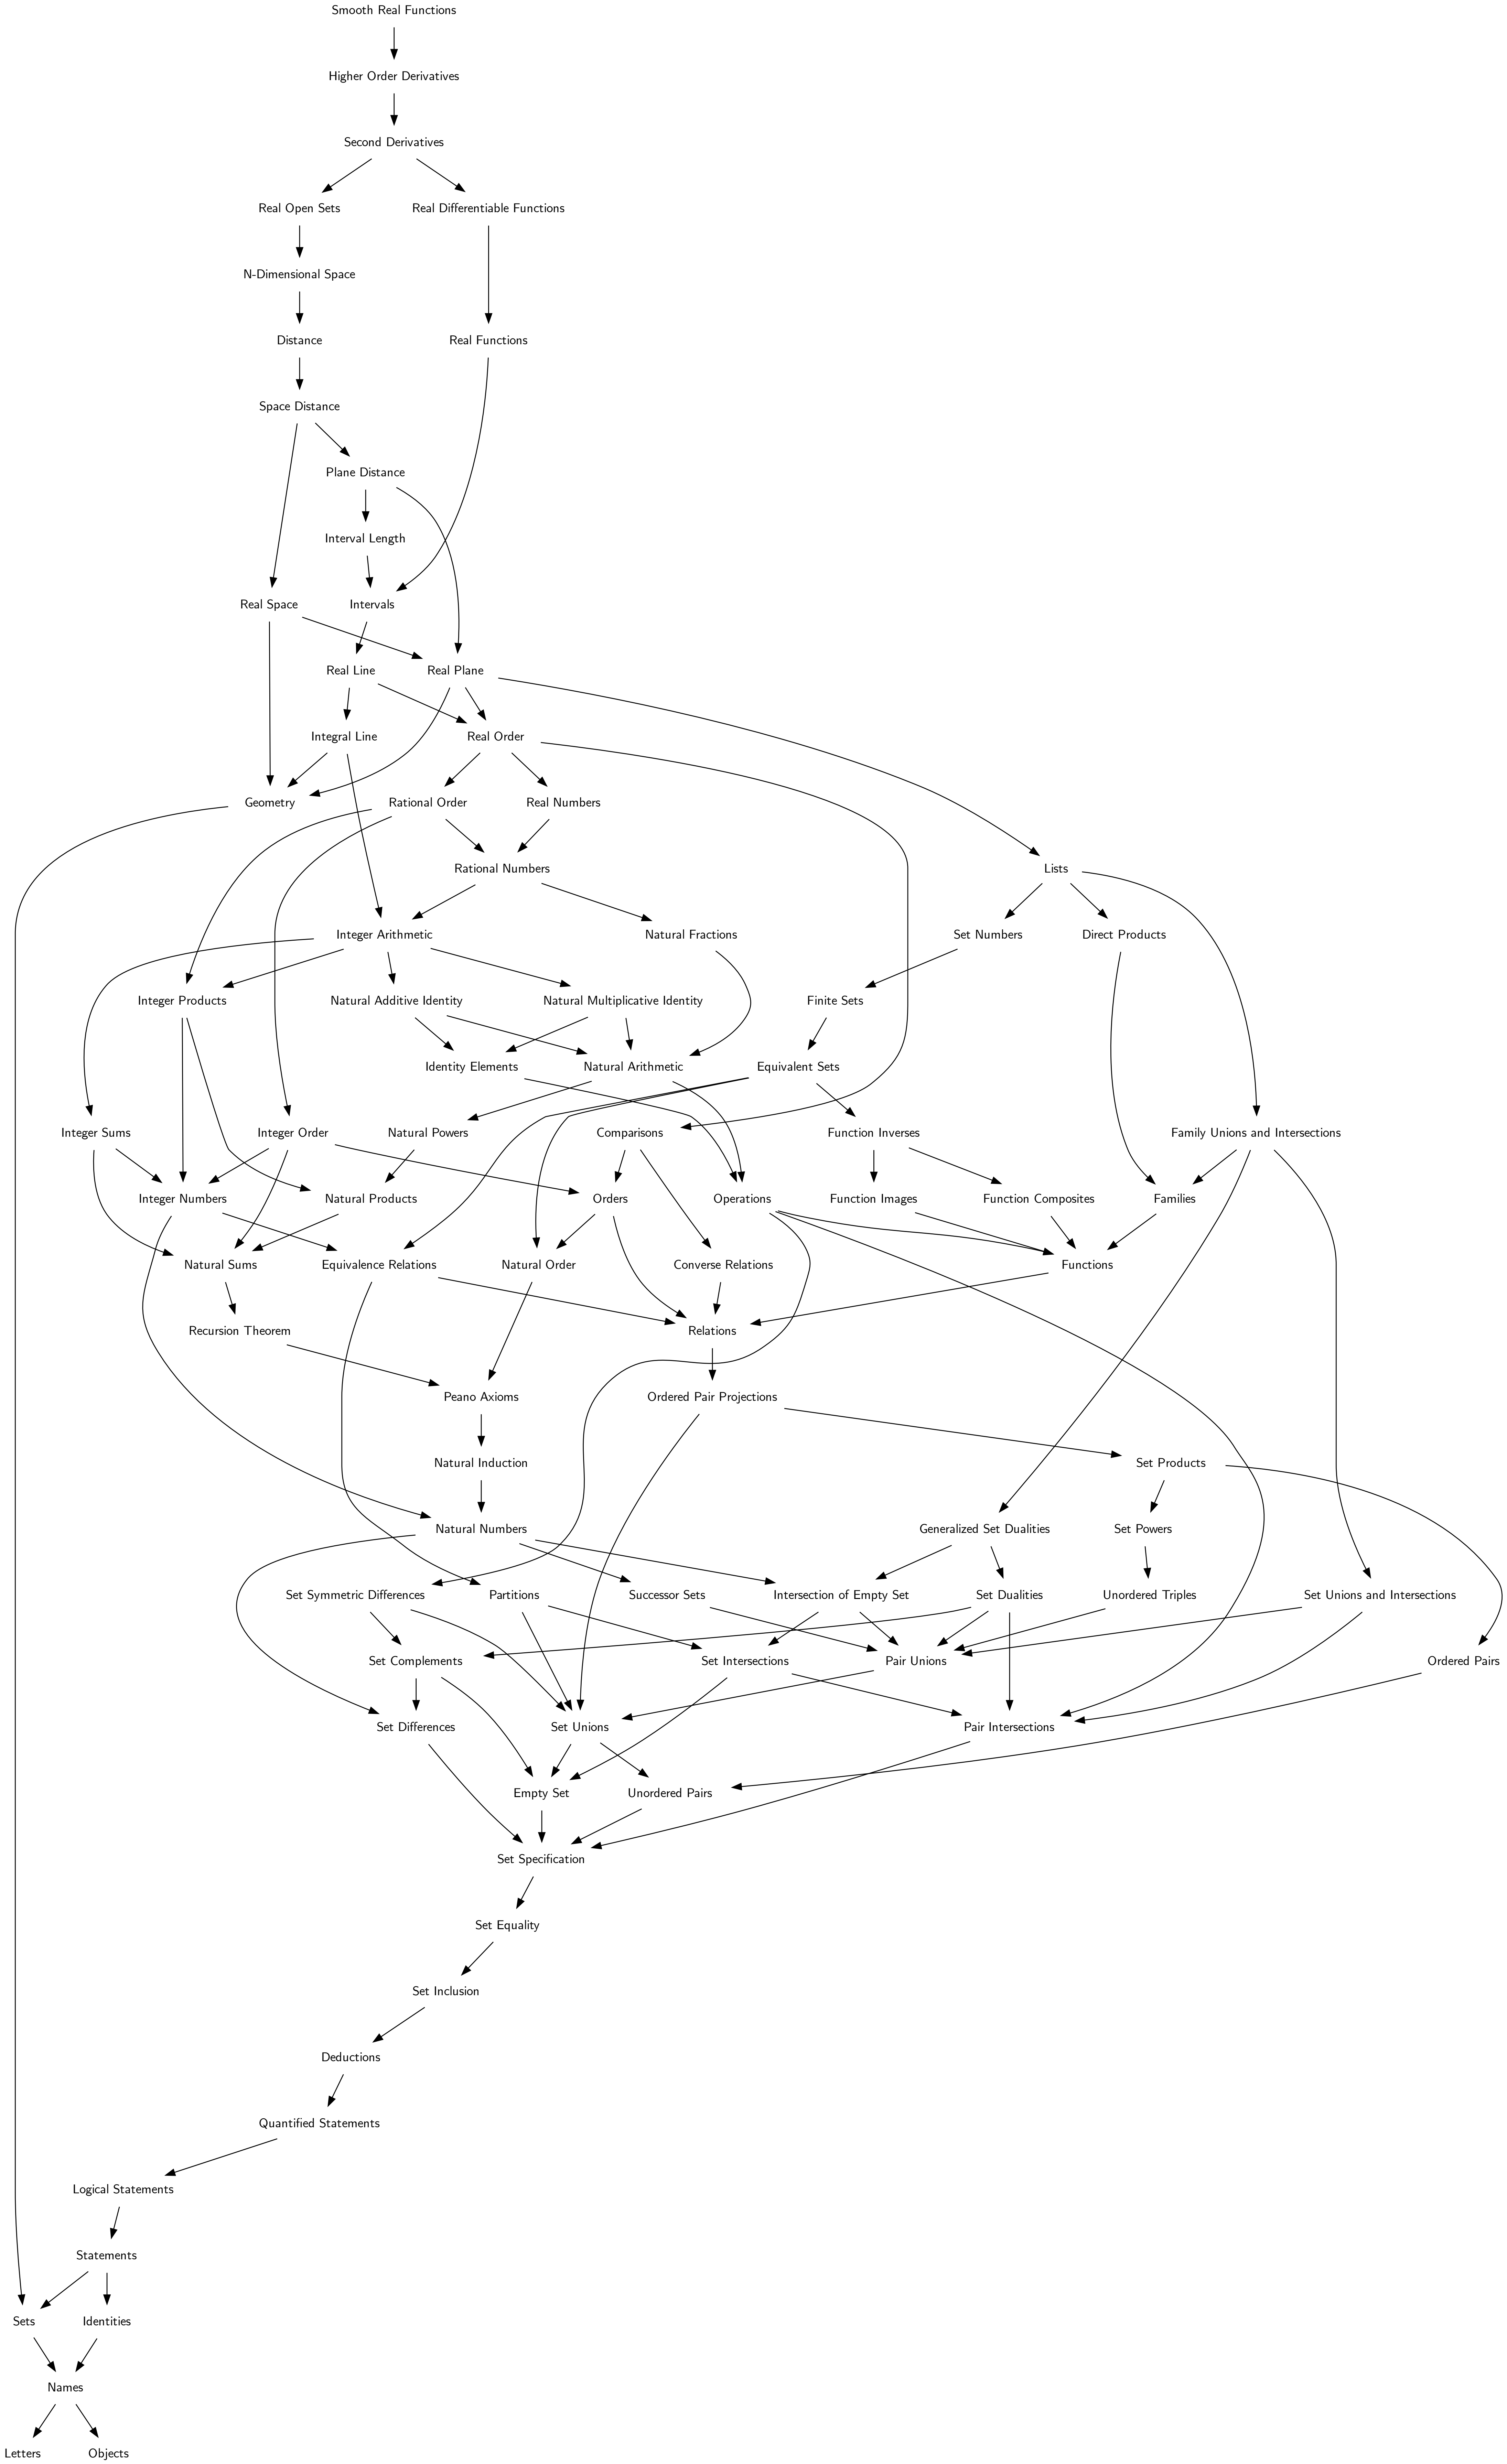 Smooth Real Functions
Higher Order Derivatives
Second Derivatives
Real Open Sets
Real Differentiable Functions
N-Dimensional Space
Distance
Real Functions
Space Distance
Plane Distance
Interval Length
Real Space
Intervals
Real Line
Real Plane
Integral Line
Real Order
Geometry
Rational Order
Real Numbers
Rational Numbers
Lists
Integer Arithmetic
Natural Fractions
Set Numbers
Direct Products
Integer Products
Natural Additive Identity
Natural Multiplicative Identity
Finite Sets
Identity Elements
Natural Arithmetic
Equivalent Sets
Integer Sums
Integer Order
Natural Powers
Comparisons
Function Inverses
Family Unions and Intersections
Integer Numbers
Natural Products
Orders
Operations
Function Images
Function Composites
Families
Natural Sums
Equivalence Relations
Natural Order
Converse Relations
Functions
Recursion Theorem
Relations
Peano Axioms
Ordered Pair Projections
Natural Induction
Set Products
Natural Numbers
Generalized Set Dualities
Set Powers
Set Symmetric Differences
Partitions
Successor Sets
Intersection of Empty Set
Set Dualities
Unordered Triples
Set Unions and Intersections
Set Complements
Set Intersections
Pair Unions
Ordered Pairs
Set Differences
Set Unions
Pair Intersections
Empty Set
Unordered Pairs
Set Specification
Set Equality
Set Inclusion
Deductions
Quantified Statements
Logical Statements
Statements
Sets
Identities
Names
Letters
Objects